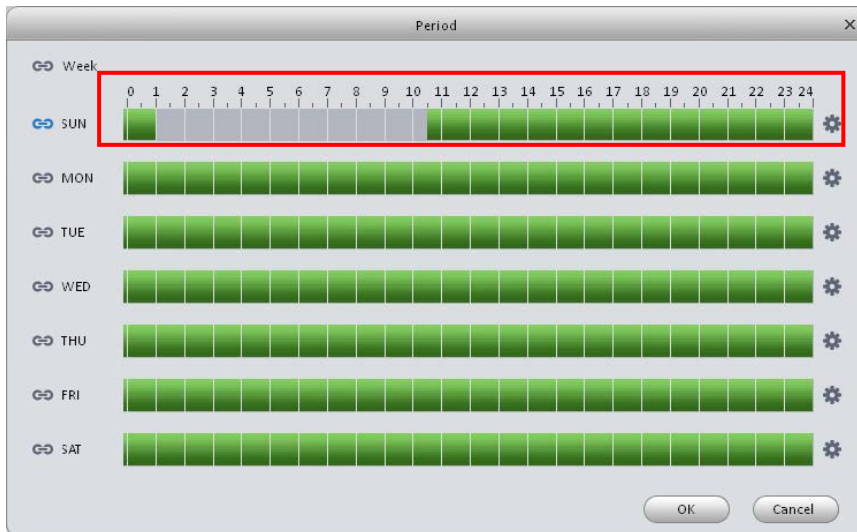 Period
Week
0 1 2 3 4 5 6 7 8 9 10 11 12 13 14 15 16 17 18 19 20 21 22 23 24
SUN
MON
TUE
WED
THU
FRI
SAT
OK Cancel